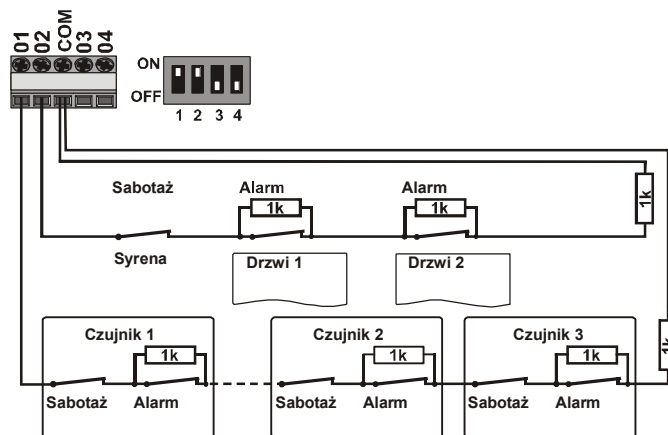 01 02 COM 03 04
ON
OFF
1 2 3 4
Sabotaż Alarm Alarm
1k 1k 1k
Syrena Drzwi 1 Drzwi 2
Czujnik 1 Czujnik 2 Czujnik 3
1k 1k 1k 1k
Sabotaż Alarm Sabotaż Alarm Sabotaż Alarm